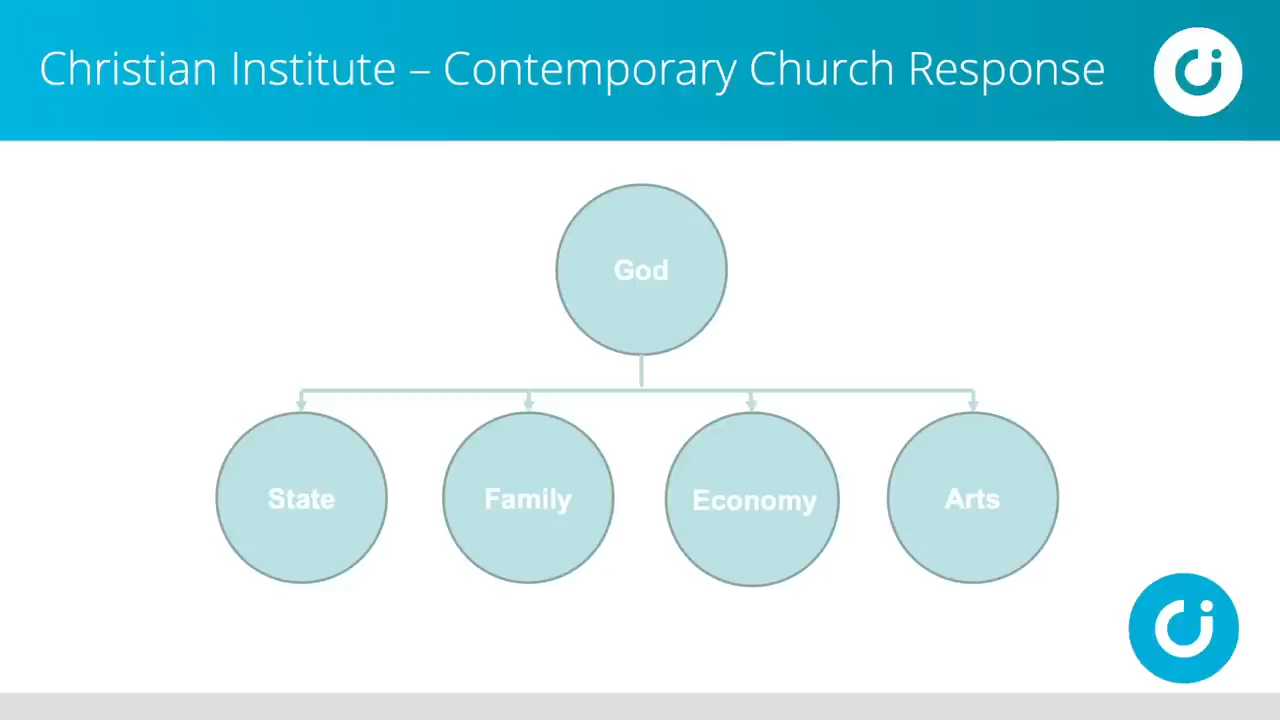 Christian Institute – Contemporary Church Response
God
State
Family
Economy
Arts